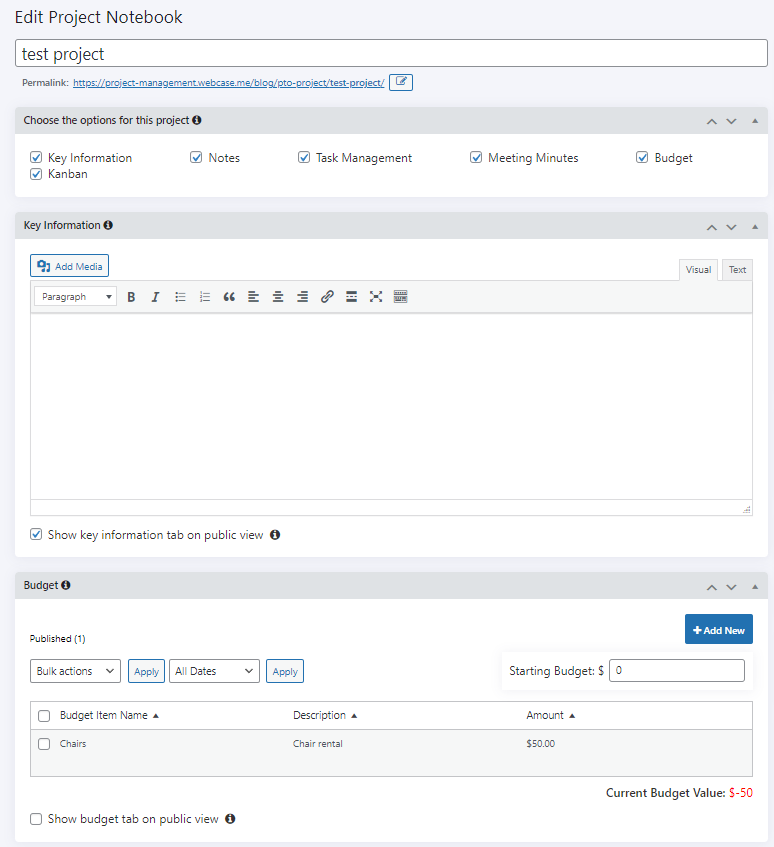 Edit Project Notebook
test project
Permalink: https://project-management.webcase.me/blog/pto-project/test-project/
Choose the options for this project
Key Information Notes Task Management Meeting Minutes Budget
Kanban
Key Information
Add Media
Visual Text
Paragraph B I
Show key information tab on public view
Budget
+ Add New
Published (1)
Bulk actions Apply All Dates Apply Starting Budget: $ 0
Budget Item Name Description Amount
Chairs Chair rental $50.00
Current Budget Value: $-50
Show budget tab on public view